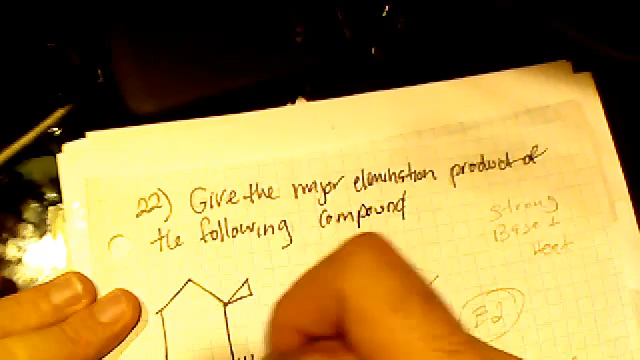 22) Give the major elimination product of
the following compound
strong
Base +
Heat
E2